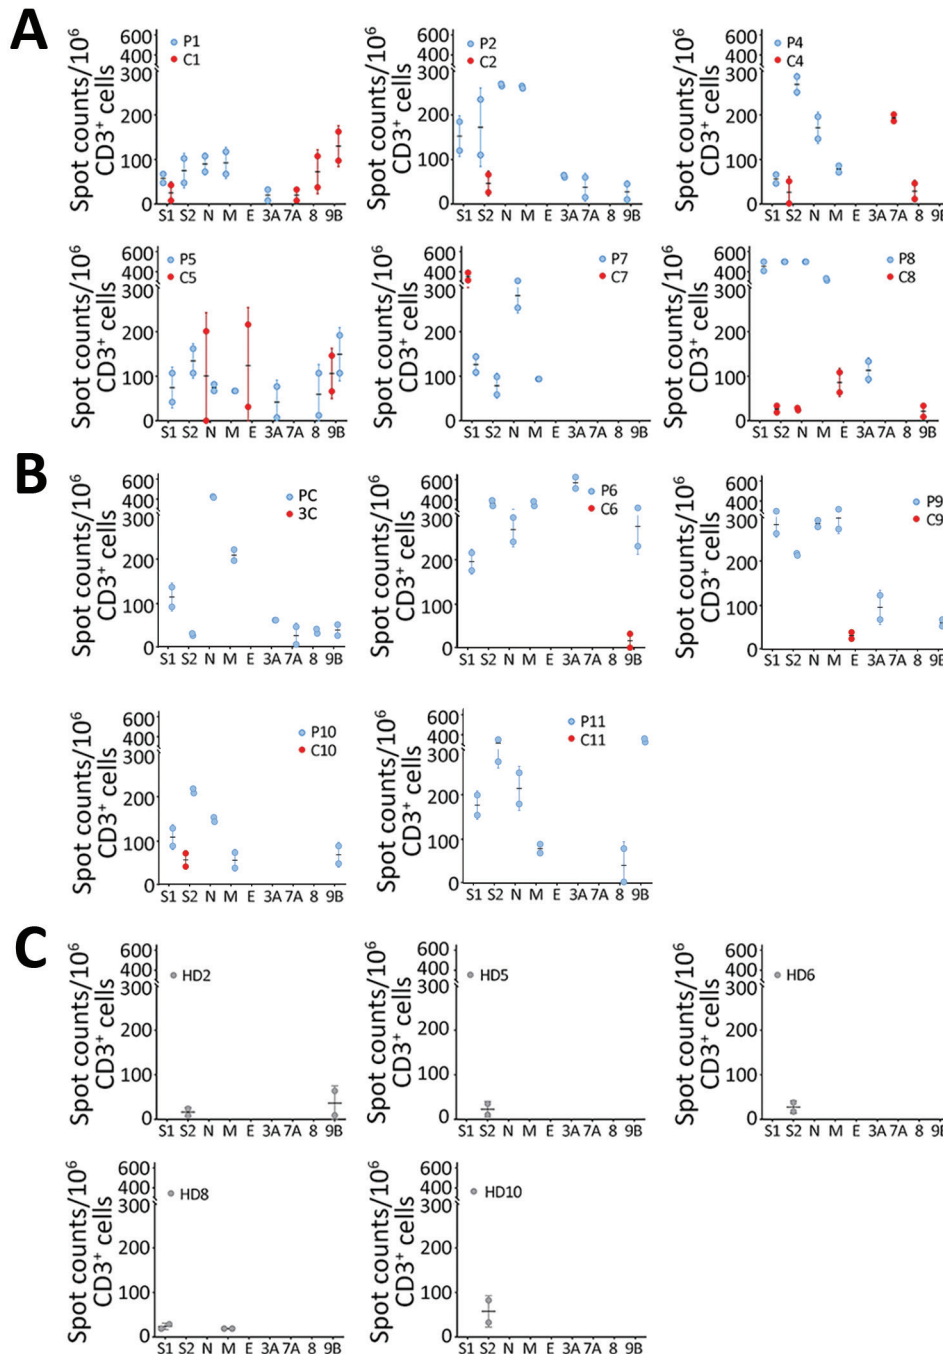 A
Spot counts/10⁶
CD3⁺ cells
600
400
300
200
100
0
P1
C1
S1 S2 N M E 3A 7A 8 9B
Spot counts/10⁶
CD3⁺ cells
600
400
300
200
100
0
P2
C2
S1 S2 N M E 3A 7A 8 9B
Spot counts/10⁶
CD3⁺ cells
600
400
300
200
100
0
P4
C4
S1 S2 N M E 3A 7A 8 9B
Spot counts/10⁶
CD3⁺ cells
600
400
300
200
100
0
P5
C5
S1 S2 N M E 3A 7A 8 9B
Spot counts/10⁶
CD3⁺ cells
600
400
300
200
100
0
P7
C7
S1 S2 N M E 3A 7A 8 9B
Spot counts/10⁶
CD3⁺ cells
600
400
300
200
100
0
P8
C8
S1 S2 N M E 3A 7A 8 9B
B
Spot counts/10⁶
CD3⁺ cells
600
400
300
200
100
0
PC
3C
S1 S2 N M E 3A 7A 8 9B
Spot counts/10⁶
CD3⁺ cells
600
400
300
200
100
0
P6
C6
S1 S2 N M E 3A 7A 8 9B
Spot counts/10⁶
CD3⁺ cells
600
400
300
200
100
0
P9
C9
S1 S2 N M E 3A 7A 8 9B
Spot counts/10⁶
CD3⁺ cells
600
400
300
200
100
0
P10
C10
S1 S2 N M E 3A 7A 8 9B
Spot counts/10⁶
CD3⁺ cells
600
400
300
200
100
0
P11
C11
S1 S2 N M E 3A 7A 8 9B
C
Spot counts/10⁶
CD3⁺ cells
600
400
300
200
100
0
HD2
S1 S2 N M E 3A 7A 8 9B
Spot counts/10⁶
CD3⁺ cells
600
400
300
200
100
0
HD5
S1 S2 N M E 3A 7A 8 9B
Spot counts/10⁶
CD3⁺ cells
600
400
300
200
100
0
HD6
S1 S2 N M E 3A 7A 8 9B
Spot counts/10⁶
CD3⁺ cells
600
400
300
200
100
0
HD8
S1 S2 N M E 3A 7A 8 9B
Spot counts/10⁶
CD3⁺ cells
600
400
300
200
100
0
HD10
S1 S2 N M E 3A 7A 8 9B